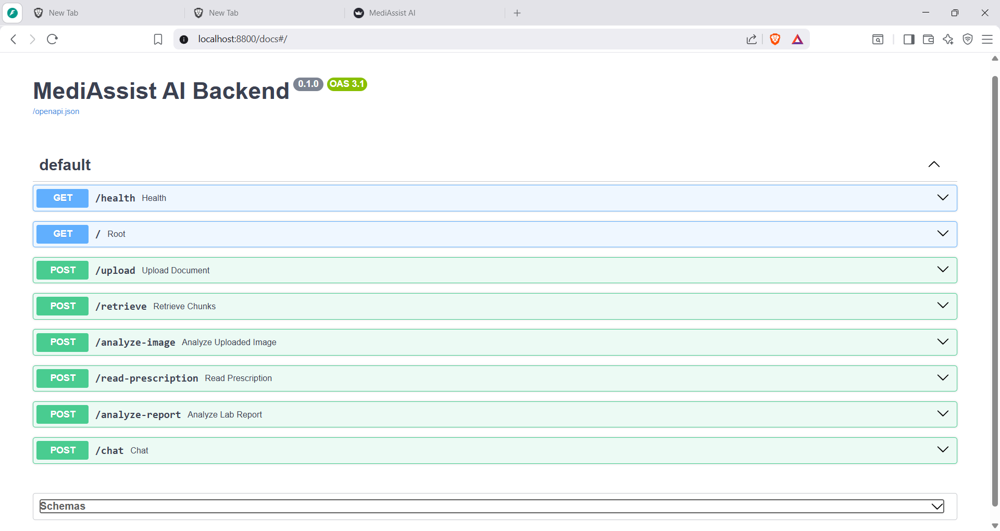 New Tab
New Tab
MediAssist AI
localhost:8800/docs#/
MediAssist AI Backend 0.1.0 OAS 3.1
/openapi.json
default
GET /health Health
GET / Root
POST /upload Upload Document
POST /retrieve Retrieve Chunks
POST /analyze-image Analyze Uploaded Image
POST /read-prescription Read Prescription
POST /analyze-report Analyze Lab Report
POST /chat Chat
Schemas